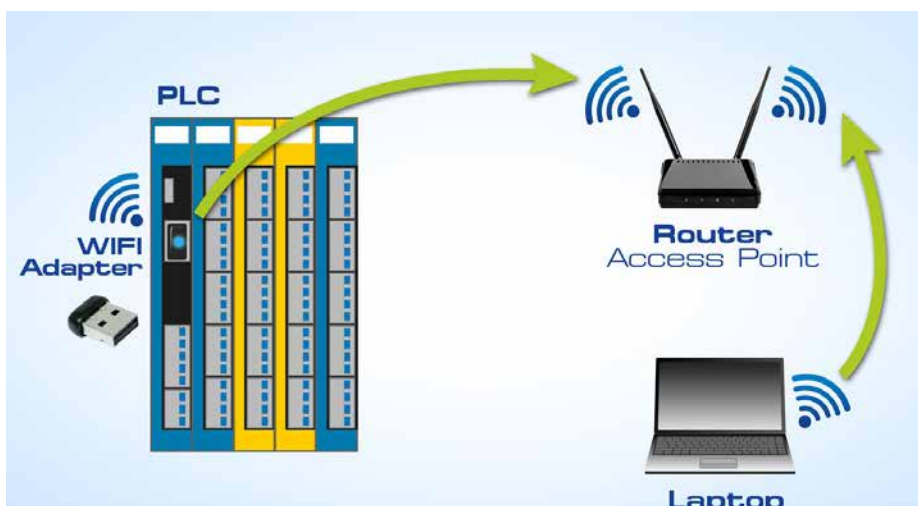 PLC
WIFI
Adapter
Router
Access Point
Laptop